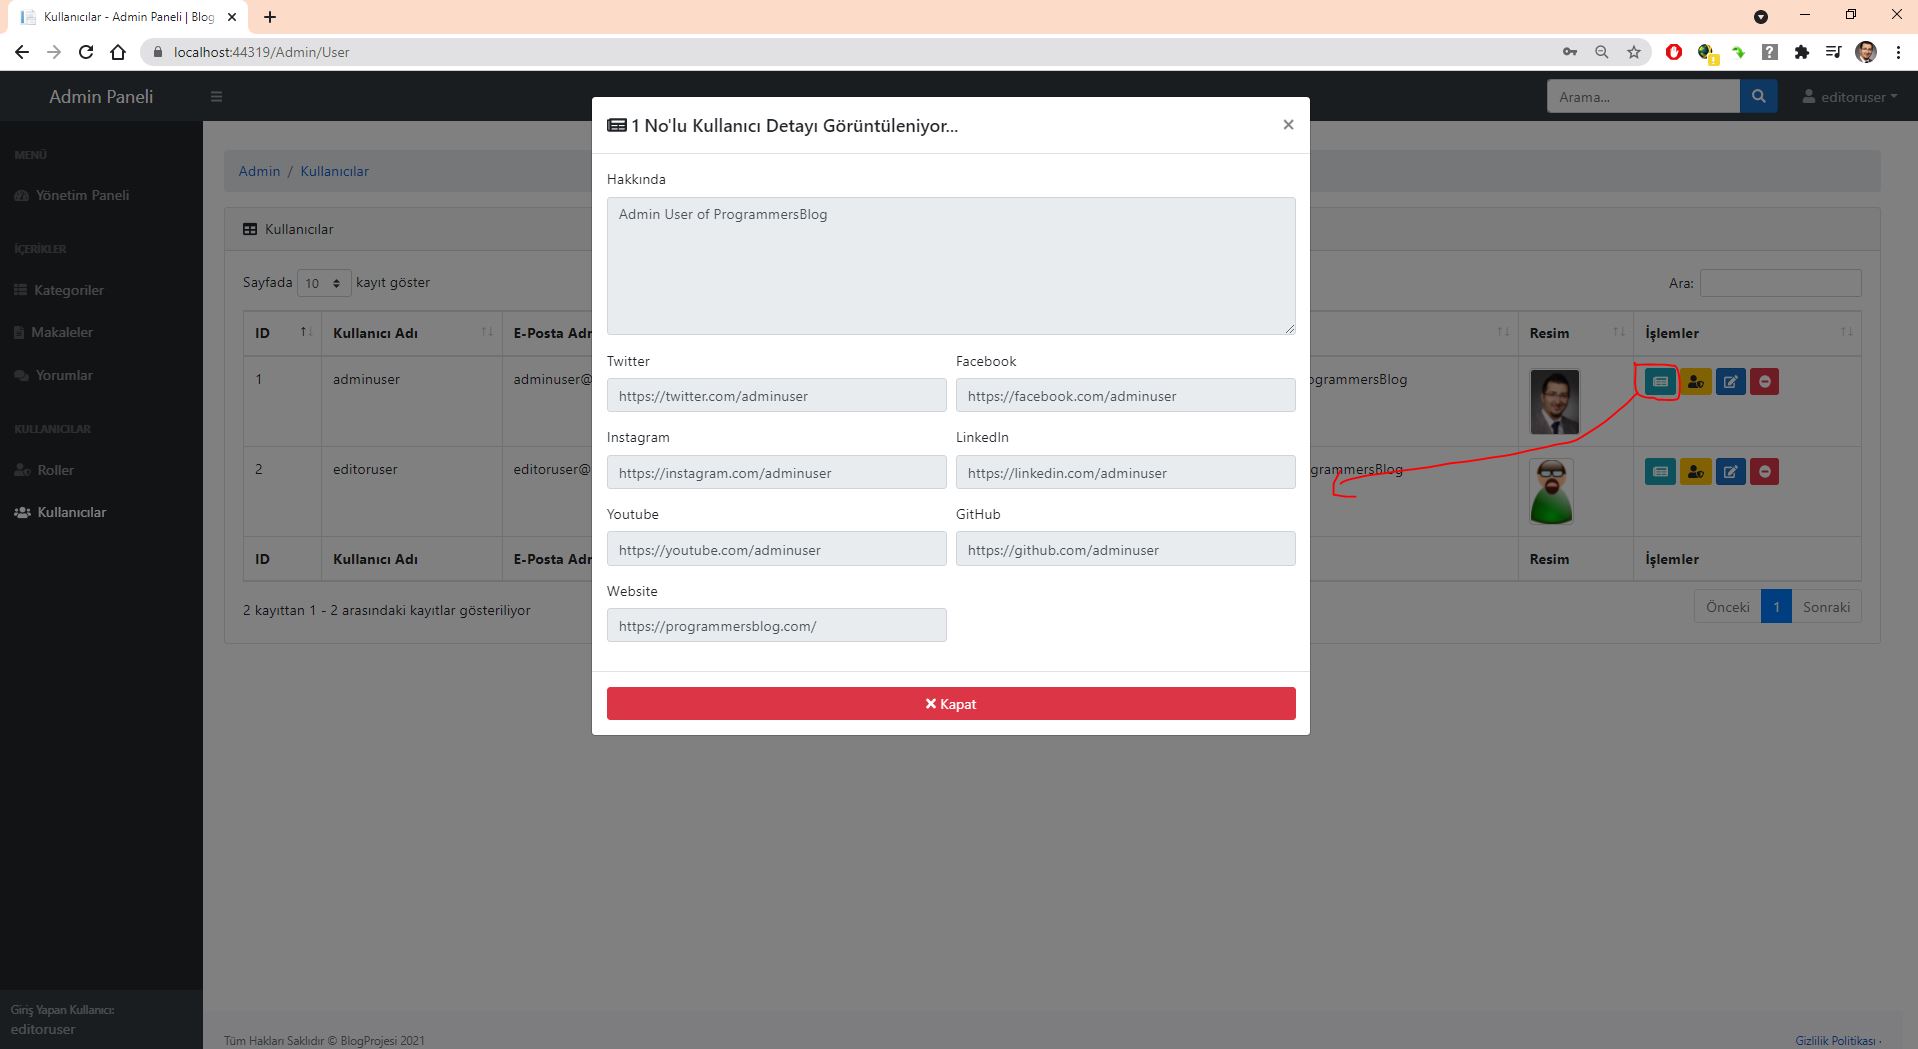 Kullanıcılar - Admin Paneli | Blog
localhost:44319/Admin/User
Admin Paneli
Arama...
editoruser
MENÜ
Yönetim Paneli
İÇERİKLER
Kategoriler
Makaleler
Yorumlar
KULLANICILAR
Roller
Kullanıcılar
Giriş Yapan Kullanıcı:
editoruser
Admin / Kullanıcılar
Kullanıcılar
Sayfada 10 kayıt göster
Ara:
ID Kullanıcı Adı E-Posta Adr Resim İşlemler
1 adminuser adminuser@ ogrammersBlog
2 editoruser editoruser@ grammersBlog
ID Kullanıcı Adı E-Posta Adr Resim İşlemler
2 kayıttan 1 - 2 arasındaki kayıtlar gösteriliyor
Önceki 1 Sonraki
1 No'lu Kullanıcı Detayı Görüntüleniyor...
×
Hakkında
Admin User of ProgrammersBlog
Twitter Facebook
https://twitter.com/adminuser https://facebook.com/adminuser
Instagram LinkedIn
https://instagram.com/adminuser https://linkedin.com/adminuser
Youtube GitHub
https://youtube.com/adminuser https://github.com/adminuser
Website
https://programmersblog.com/
Kapat
Tüm Hakları Saklıdır © BlogProjesi 2021
Gizlilik Politikası ·